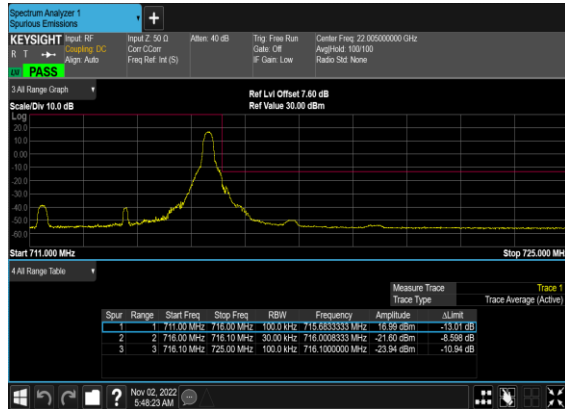 Spectrum Analyzer 1
Spurious Emissions
+
KEYSIGHT Input: RF Input Z: 50 Ω Atten: 40 dB Trig: Free Run Center Freq: 22.005000000 GHz
R T Coupling: DC Corr CCorr Gate: Off Avg|Hold: 100/100
Align: Auto Freq Ref: Int (S) IF Gain: Low Radio Std: None
PASS
3 All Range Graph
Ref Lvl Offset 7.60 dB
Scale/Div 10.0 dB Ref Value 30.00 dBm
Log
20.0
10.0
0.00
-10.0
-20.0
-30.0
-40.0
-50.0
-60.0
Start 711.000 MHz Stop 725.000 MH
4 All Range Table
Measure Trace Trace 1
Trace Type Trace Average (Active)
Spur Range Start Freq Stop Freq RBW Frequency Amplitude ΔLimit
1 1 711.00 MHz 716.00 MHz 100.0 kHz 715.6833333 MHz 16.99 dBm -13.01 dB
2 2 716.00 MHz 716.10 MHz 30.00 kHz 716.0008333 MHz -21.60 dBm -8.598 dB
3 3 716.10 MHz 725.00 MHz 100.0 kHz 716.1000000 MHz -23.94 dBm -10.94 dB
? Nov 02, 2022
5:48:23 AM